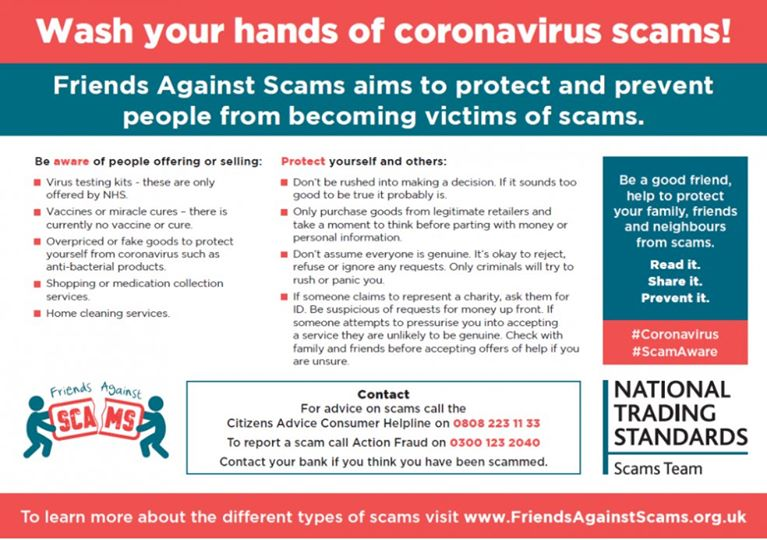 Wash your hands of coronavirus scams!
Friends Against Scams aims to protect and prevent
people from becoming victims of scams.
Be aware of people offering or selling:
Virus testing kits - these are only
offered by NHS.
Vaccines or miracle cures – there is
currently no vaccine or cure.
Overpriced or fake goods to protect
yourself from coronavirus such as
anti-bacterial products.
Shopping or medication collection
services.
Home cleaning services.
Protect yourself and others:
Don't be rushed into making a decision. If it sounds too
good to be true it probably is.
Only purchase goods from legitimate retailers and
take a moment to think before parting with money or
personal information.
Don't assume everyone is genuine. It's okay to reject,
refuse or ignore any requests. Only criminals will try to
rush or panic you.
If someone claims to represent a charity, ask them for
ID. Be suspicious of requests for money up front. If
someone attempts to pressurise you into accepting
a service they are unlikely to be genuine. Check with
family and friends before accepting offers of help if you
are unsure.
Be a good friend,
help to protect
your family, friends
and neighbours
from scams.
Read it.
Share it.
Prevent it.
#Coronavirus
#ScamAware
Friends Against
SCAMS
Contact
For advice on scams call the
Citizens Advice Consumer Helpline on 0808 223 11 33
To report a scam call Action Fraud on 0300 123 2040
Contact your bank if you think you have been scammed.
NATIONAL
TRADING
STANDARDS
Scams Team
To learn more about the different types of scams visit www.FriendsAgainstScams.org.uk